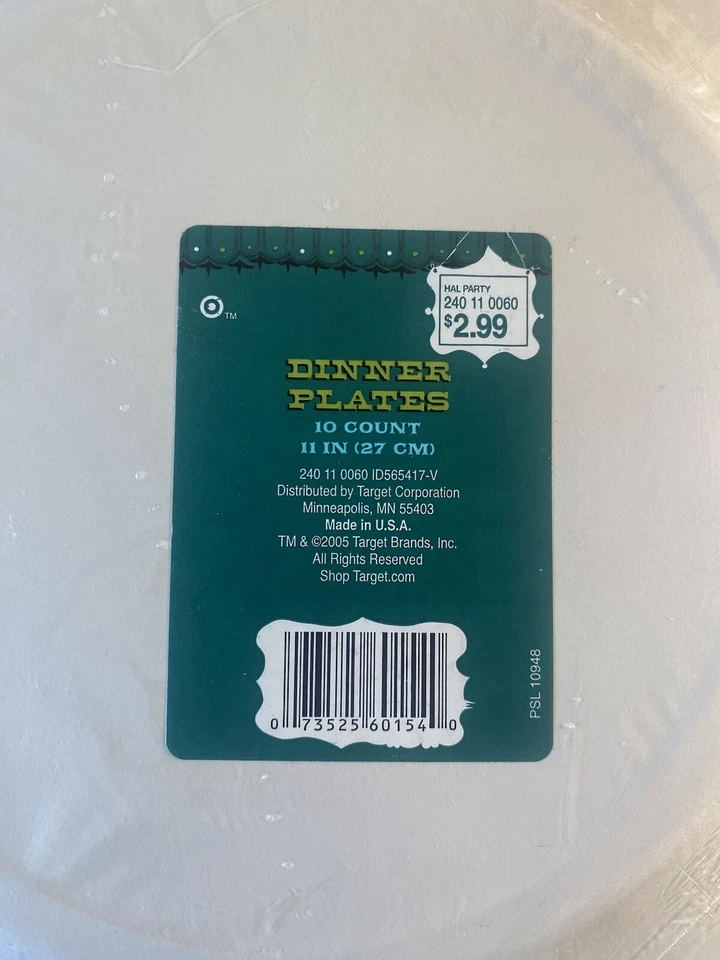 HAL PARTY
240 11 0060
$2.99
TM
DINNER
PLATES
10 COUNT
11 IN (27 CM)
240 11 0060 ID565417-V
Distributed by Target Corporation
Minneapolis, MN 55403
Made in U.S.A.
TM & ©2005 Target Brands, Inc.
All Rights Reserved
Shop Target.com
0 73525 60154 0
PSL 10948